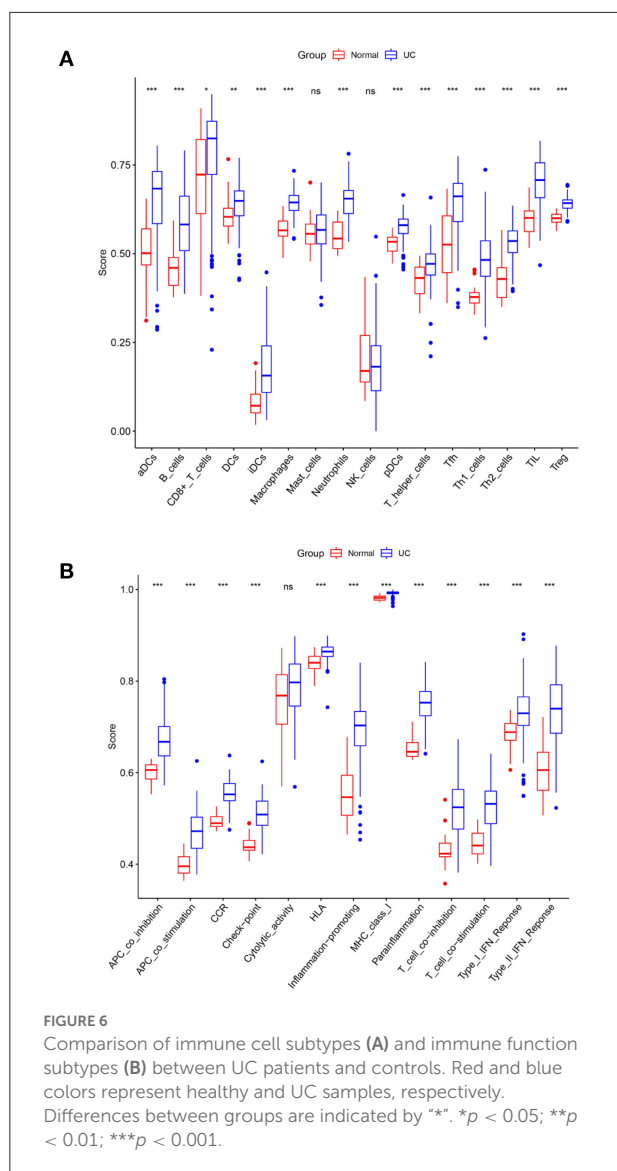 A
Group Normal UC
*** *** * ** *** *** ns *** ns *** *** *** *** *** *** ***
0.75
0.50
0.25
0.00
Score
aDCs
B_cells
CD8+_T_cells
DCs
iDCs
Macrophages
Mast_cells
Neutrophils
NK_cells
pDCs
T_helper_cells
Tfh
Th1_cells
Th2_cells
TIL
Treg
B
Group Normal UC
*** *** *** *** ns *** *** *** *** *** *** *** ***
1.0
0.8
0.6
0.4
Score
APC_co_inhibition
APC_co_stimulation
CCR
Check-point
Cytolytic_activity
HLA
Inflammation-promoting
MHC_class_I
Parainflammation
T_cell_co-inhibition
T_cell_co-stimulation
Type_I_IFN_Reponse
Type_II_IFN_Reponse
FIGURE 6
Comparison of immune cell subtypes (A) and immune function
subtypes (B) between UC patients and controls. Red and blue
colors represent healthy and UC samples, respectively.
Differences between groups are indicated by “*”. *p < 0.05; **p
< 0.01; ***p < 0.001.